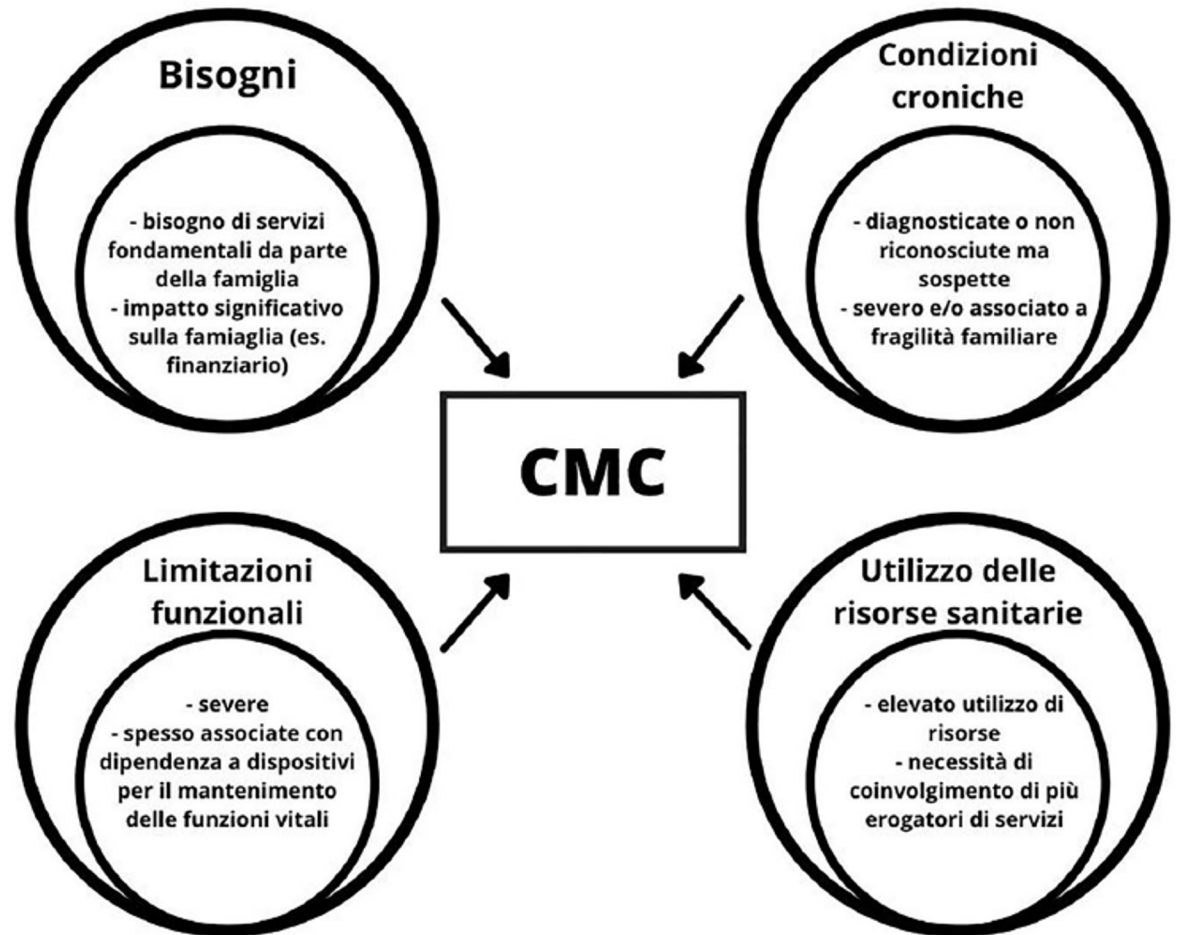 Bisogni
- bisogno di servizi
fondamentali da parte
della famiglia
- impatto significativo
sulla famiaglia (es.
finanziario)
Condizioni
croniche
- diagnosticate o non
riconosciute ma
sospette
- severo e/o associato a
fragilità familiare
CMC
Limitazioni
funzionali
- severe
- spesso associate con
dipendenza a dispositivi
per il mantenimento
delle funzioni vitali
Utilizzo delle
risorse sanitarie
- elevato utilizzo di
risorse
- necessità di
coinvolgimento di più
erogatori di servizi